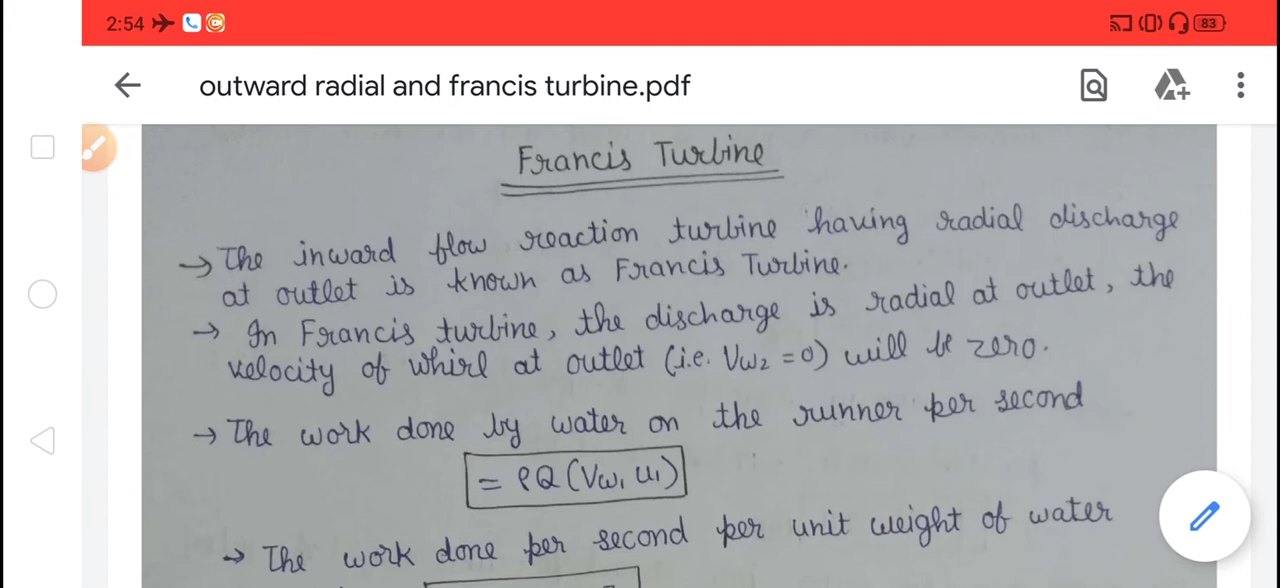 2:54
83
outward radial and francis turbine.pdf
Francis Turbine
→ The inward flow reaction turbine having radial discharge
at outlet is known as Francis Turbine.
→ In Francis turbine, the discharge is radial at outlet, the
velocity of whirl at outlet (i.e. Vw₂ = 0) will be zero.
→ The work done by water on the runner per second
= ρQ (Vw₁ u₁)
→ The work done per second per unit weight of water